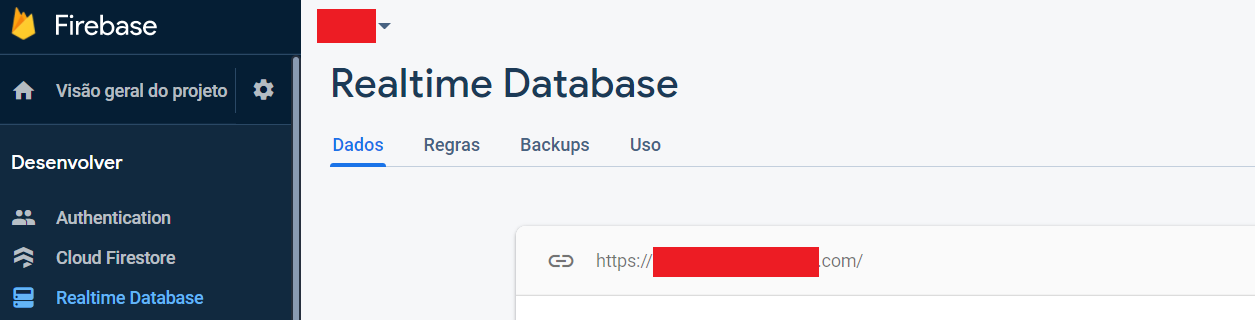 Firebase
Visão geral do projeto
Desenvolver
Authentication
Cloud Firestore
Realtime Database
Realtime Database
Dados Regras Backups Uso
https:// .com/